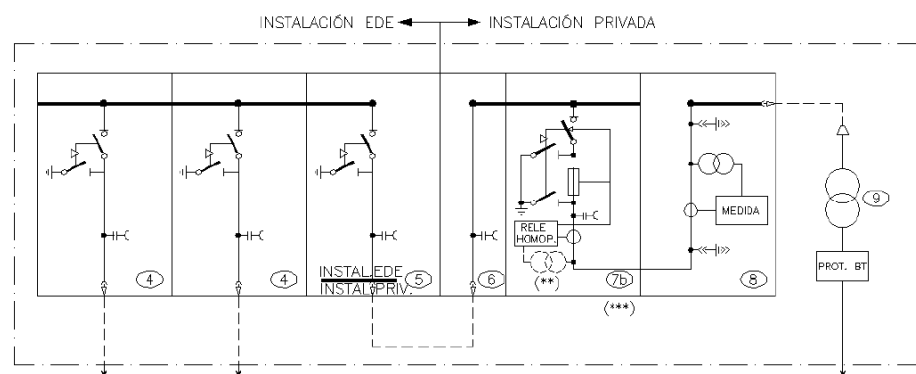 INSTALACIÓN EDE
INSTALACIÓN PRIVADA
RELE
HOMOP.
MEDIDA
9
PROT. BT
INSTAL.EDE
INSTAL.PRIV.
4
4
5
6
(**)
7b
8
(***)